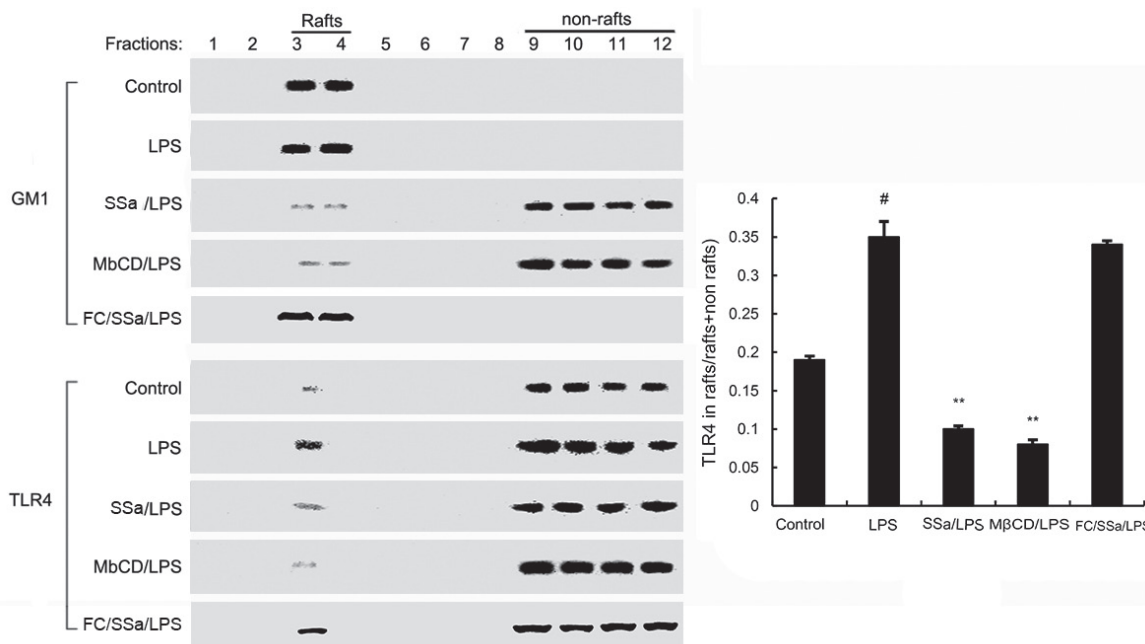 Rafts
non-rafts
Fractions: 1 2 3 4 5 6 7 8 9 10 11 12
GM1
Control
LPS
SSa /LPS
MbCD/LPS
FC/SSa/LPS
TLR4
Control
LPS
SSa/LPS
MbCD/LPS
FC/SSa/LPS
TLR4 in rafts/rafts+non rafts)
0.4
0.35
0.3
0.25
0.2
0.15
0.1
0.05
0
#
**
**
Control LPS SSa/LPS MβCD/LPS FC/SSa/LPS